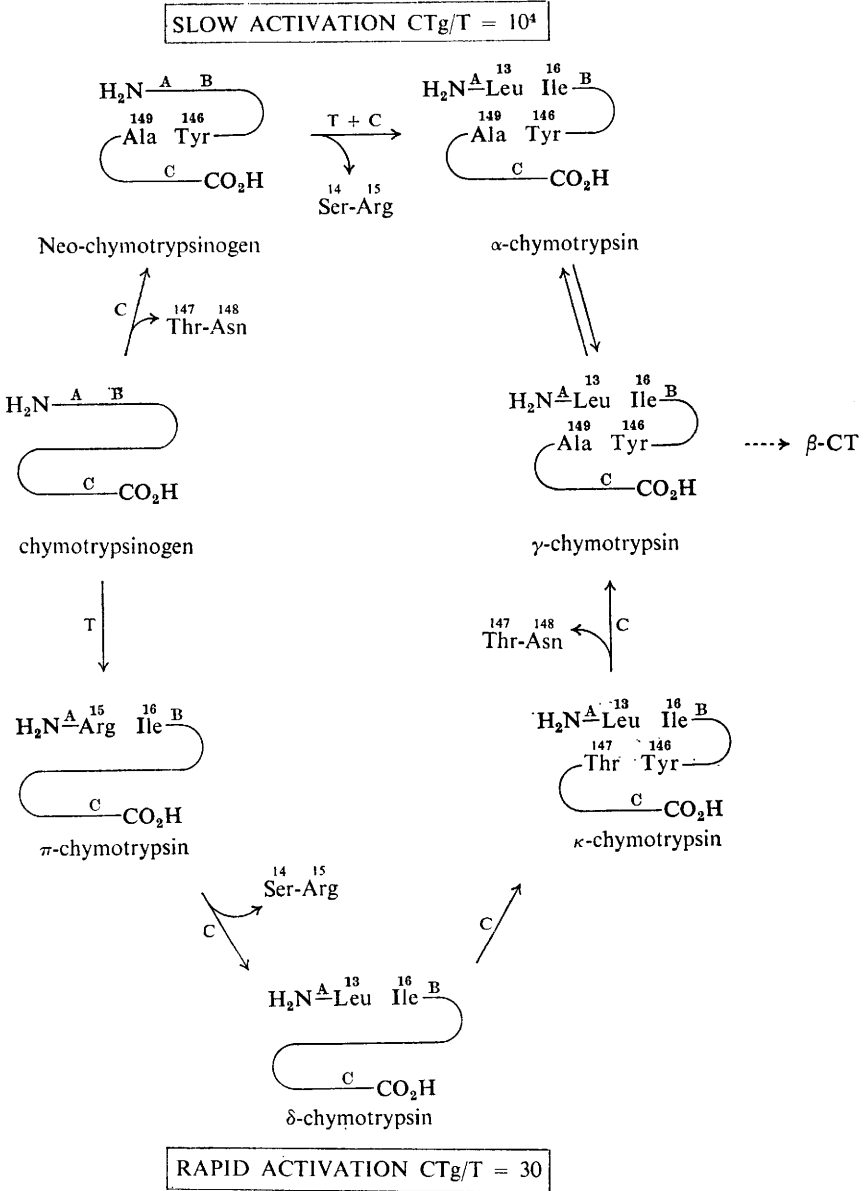 SLOW ACTIVATION CTg/T = 10⁴
H₂N A B
149 146
Ala Tyr
C CO₂H
Neo-chymotrypsinogen
T + C
14 15
Ser-Arg
13 16
H₂N A Leu Ile B
149 146
Ala Tyr
C CO₂H
α-chymotrypsin
C
147 148
Thr-Asn
H₂N A B
C CO₂H
chymotrypsinogen
13 16
H₂N A Leu Ile B
149 146
Ala Tyr
C CO₂H
γ-chymotrypsin
β-CT
T
147 148
Thr-Asn
C
15 16
H₂N A Arg Ile B
C CO₂H
π-chymotrypsin
13 16
H₂N A Leu Ile B
147 146
Thr Tyr
C CO₂H
κ-chymotrypsin
14 15
Ser-Arg
C
C
13 16
H₂N A Leu Ile B
C CO₂H
δ-chymotrypsin
RAPID ACTIVATION CTg/T = 30